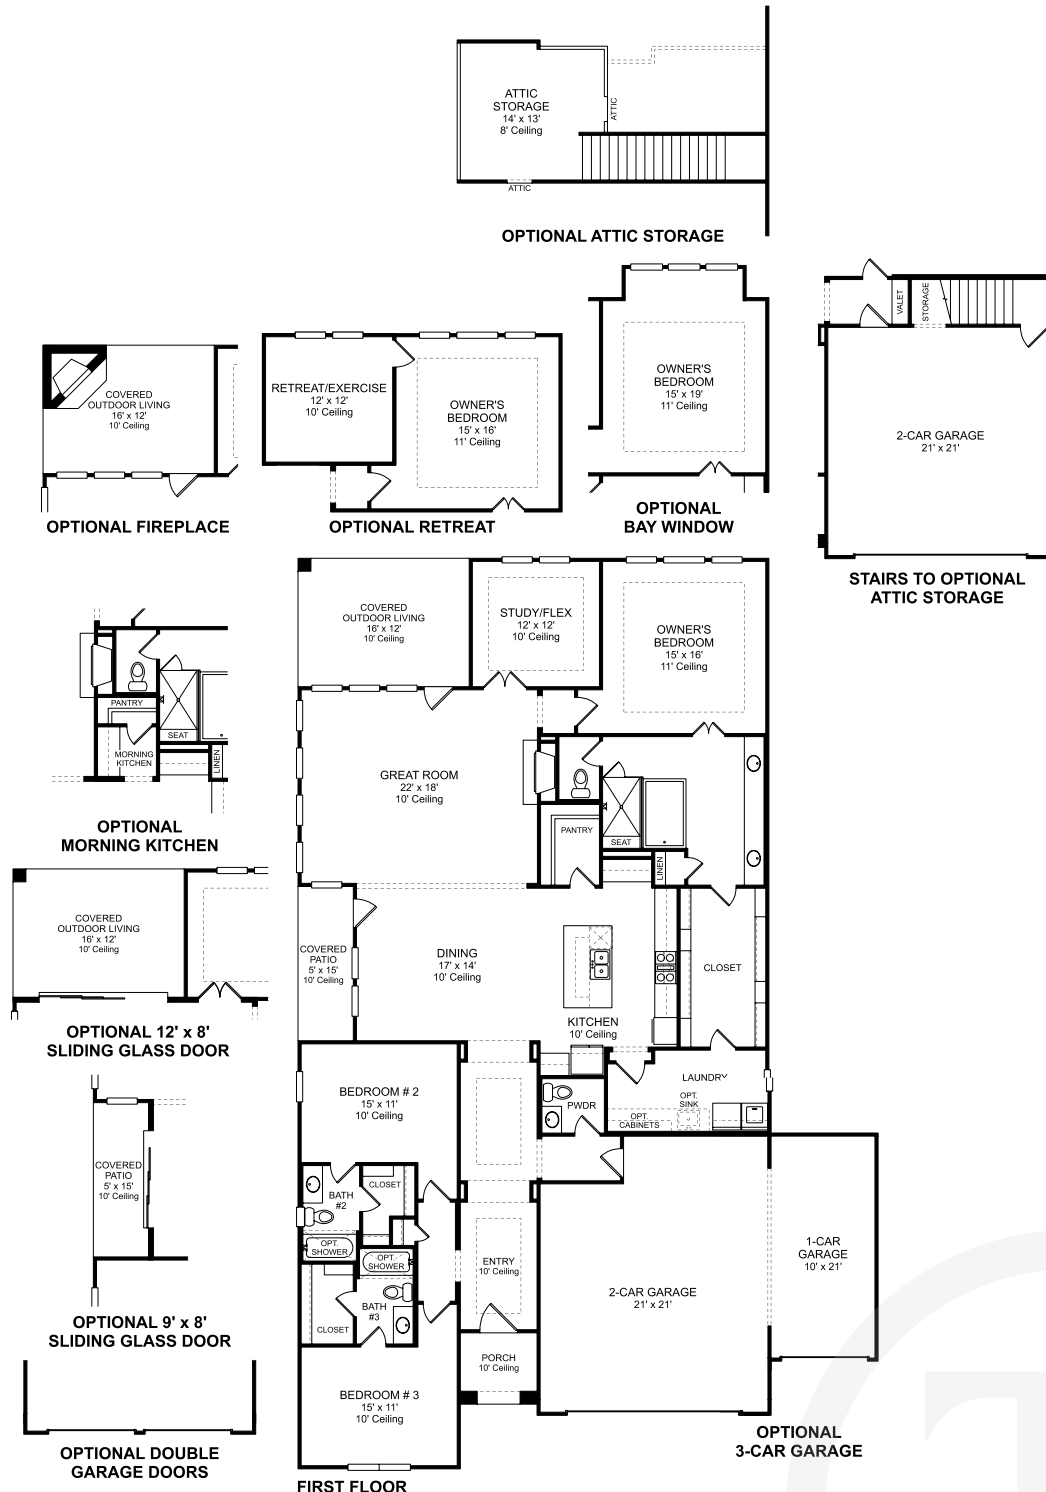 ATTIC
STORAGE
14' x 13'
8' Ceiling
ATTIC
ATTIC
OPTIONAL ATTIC STORAGE
COVERED
OUTDOOR LIVING
16' x 12'
10' Ceiling
OPTIONAL FIREPLACE
RETREAT/EXERCISE
12' x 12'
10' Ceiling
OWNER'S
BEDROOM
15' x 16'
11' Ceiling
OPTIONAL RETREAT
OWNER'S
BEDROOM
15' x 19'
11' Ceiling
OPTIONAL
BAY WINDOW
VALET
STORAGE
2-CAR GARAGE
21' x 21'
STAIRS TO OPTIONAL
ATTIC STORAGE
PANTRY
SEAT
MORNING
KITCHEN
LINEN
OPTIONAL
MORNING KITCHEN
COVERED
OUTDOOR LIVING
16' x 12'
10' Ceiling
OPTIONAL 12' x 8'
SLIDING GLASS DOOR
COVERED
PATIO
5' x 15'
10' Ceiling
OPTIONAL 9' x 8'
SLIDING GLASS DOOR
OPTIONAL DOUBLE
GARAGE DOORS
COVERED
OUTDOOR LIVING
16' x 12'
10' Ceiling
STUDY/FLEX
12' x 12'
10' Ceiling
OWNER'S
BEDROOM
15' x 16'
11' Ceiling
GREAT ROOM
22' x 18'
10' Ceiling
PANTRY
SEAT
LINEN
COVERED
PATIO
5' x 15'
10' Ceiling
DINING
17' x 14'
10' Ceiling
KITCHEN
10' Ceiling
CLOSET
LAUNDRY
OPT.
SINK
OPT.
CABINETS
PWDR
BEDROOM # 2
15' x 11'
10' Ceiling
BATH
#2
CLOSET
OPT.
SHOWER
OPT.
SHOWER
BATH
#3
CLOSET
ENTRY
10' Ceiling
PORCH
10' Ceiling
BEDROOM # 3
15' x 11'
10' Ceiling
2-CAR GARAGE
21' x 21'
1-CAR
GARAGE
10' x 21'
OPTIONAL
3-CAR GARAGE
FIRST FLOOR